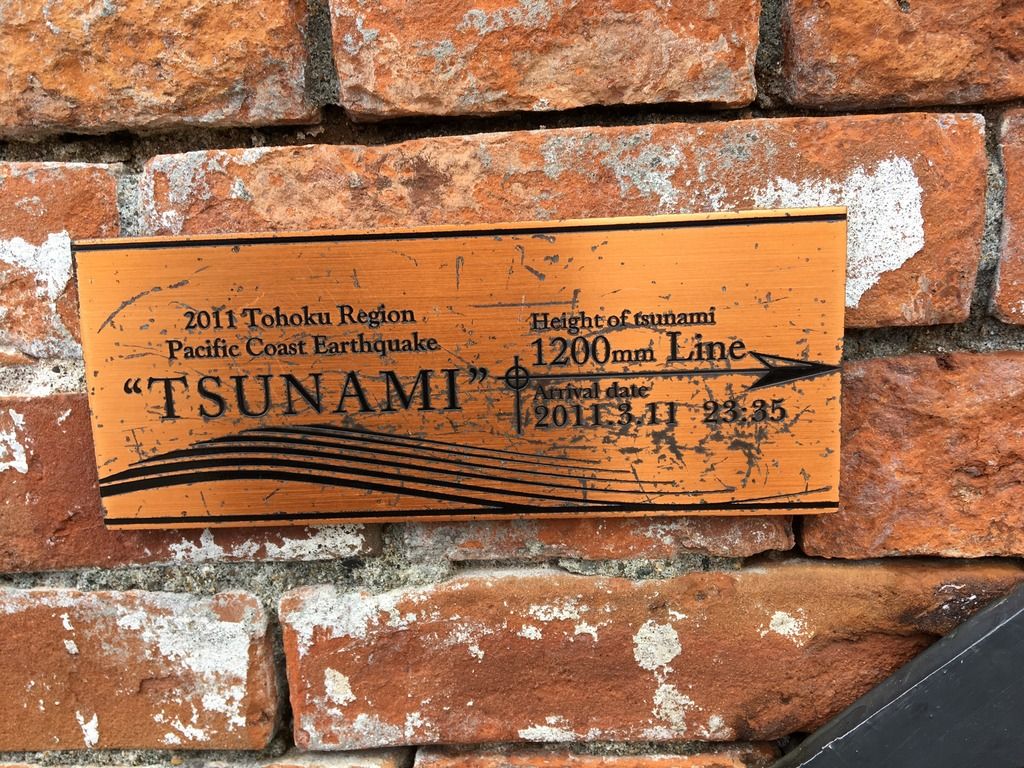 2011 Tohoku Region
Pacific Coast Earthquake
“TSUNAMI”
Height of tsunami
1200mm Line
Arrival date
2011.3.11 23:35